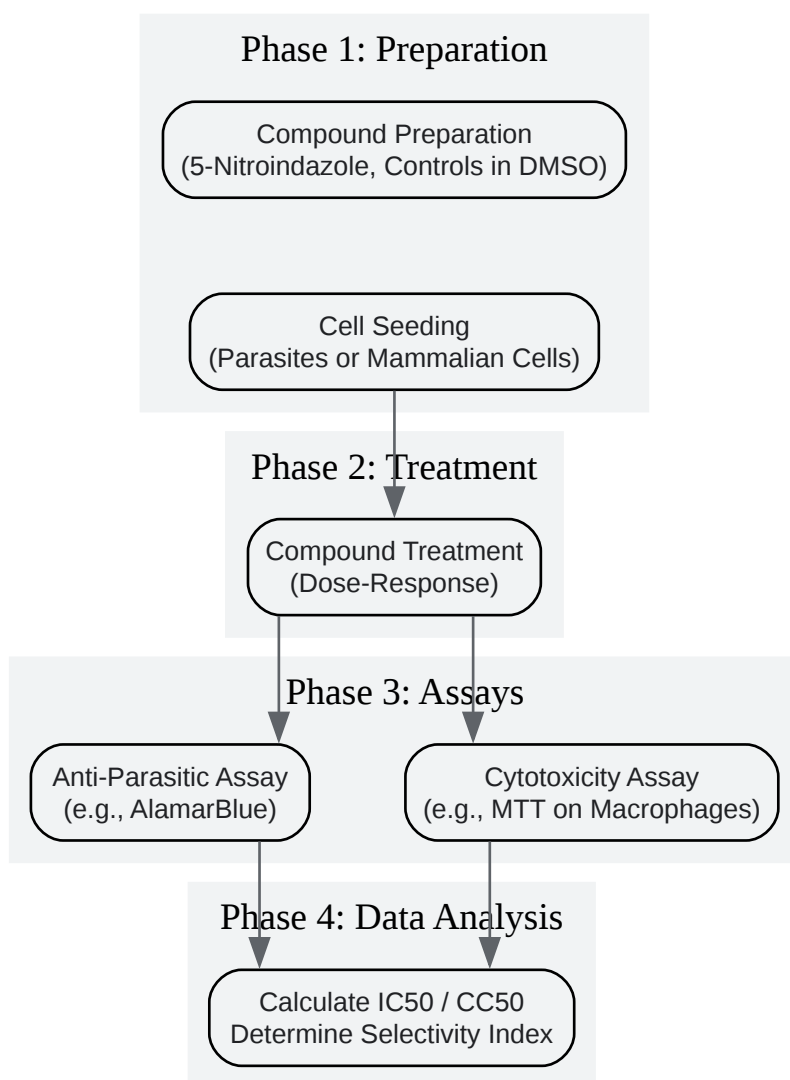 Phase 1: Preparation
Compound Preparation
(5-Nitroindazole, Controls in DMSO)
Cell Seeding
(Parasites or Mammalian Cells)
Phase 2: Treatment
Compound Treatment
(Dose-Response)
Phase 3: Assays
Anti-Parasitic Assay
(e.g., AlamarBlue)
Cytotoxicity Assay
(e.g., MTT on Macrophages)
Phase 4: Data Analysis
Calculate IC50 / CC50
Determine Selectivity Index